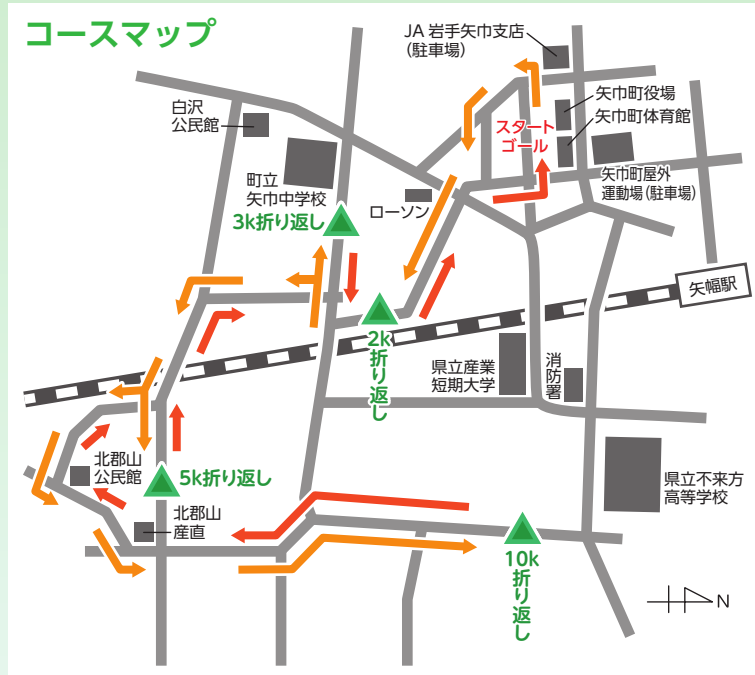 コースマップ
JA 岩手矢巾支店
(駐車場)
矢巾町役場
矢巾町体育館
スタート
ゴール
矢巾町屋外
運動場(駐車場)
白沢
公民館
町立
矢巾中学校
ローソン
3k折り返し
矢幅駅
2k
折り返し
県立産業
短期大学
消防署
北郡山
公民館
5k折り返し
北郡山
産直
県立不来方
高等学校
10k
折り返し
N